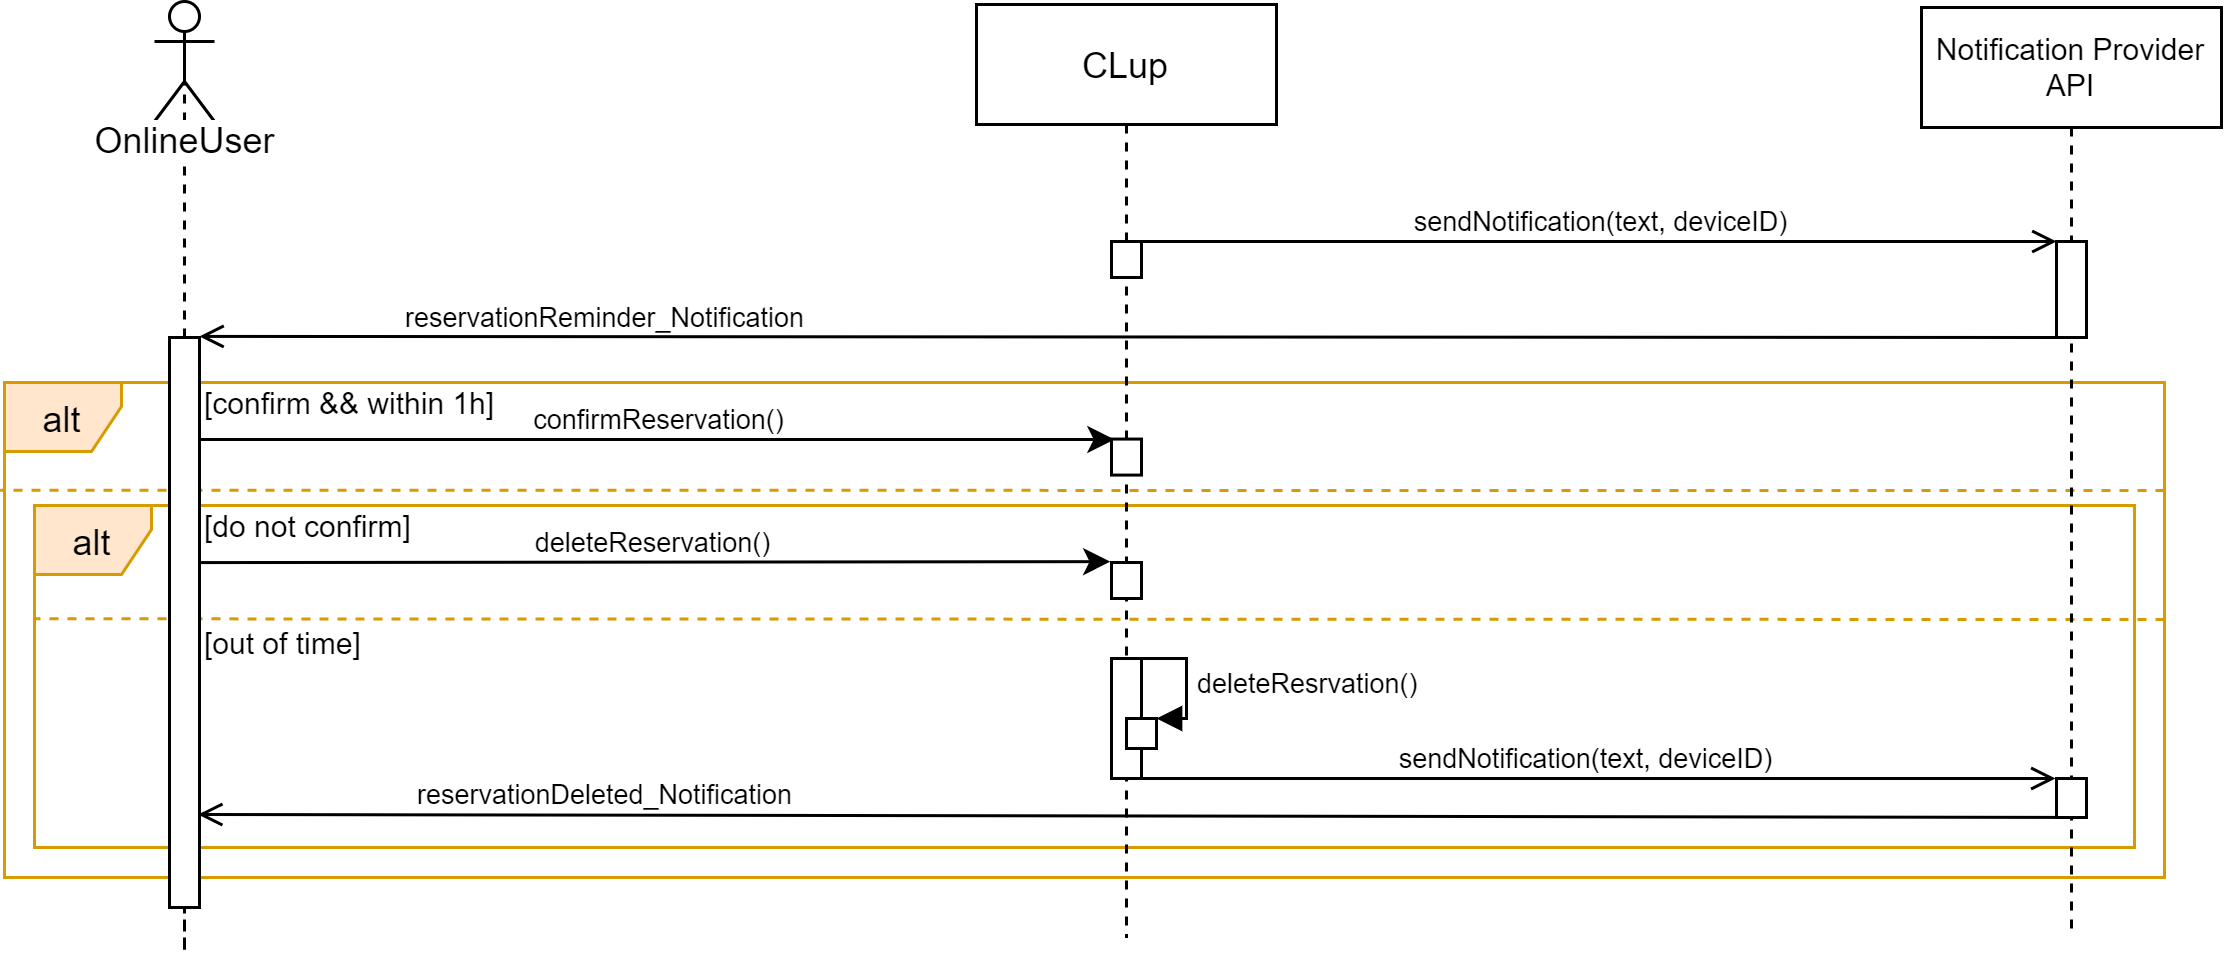 OnlineUser
CLup
Notification Provider
API
sendNotification(text, deviceID)
reservationReminder_Notification
alt
[confirm && within 1h]
confirmReservation()
alt
[do not confirm]
deleteReservation()
[out of time]
deleteResrvation()
sendNotification(text, deviceID)
reservationDeleted_Notification